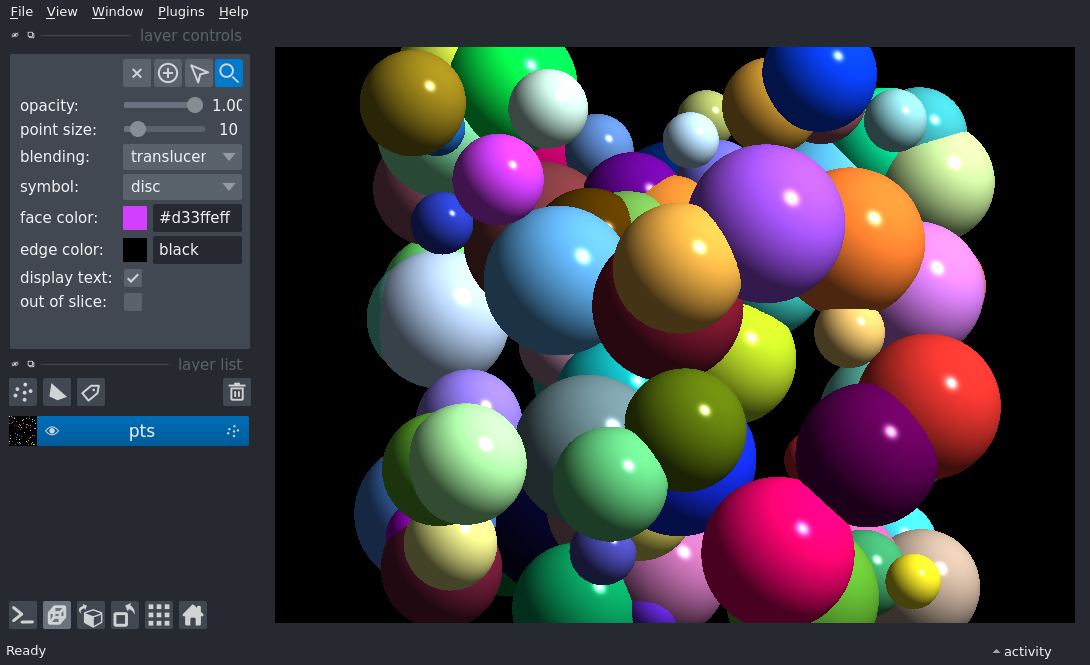 File View Window Plugins Help
layer controls
opacity: 1.00
point size: 10
blending: translucer
symbol: disc
face color: #d33ffeff
edge color: black
display text:
out of slice:
layer list
pts
Ready
activity